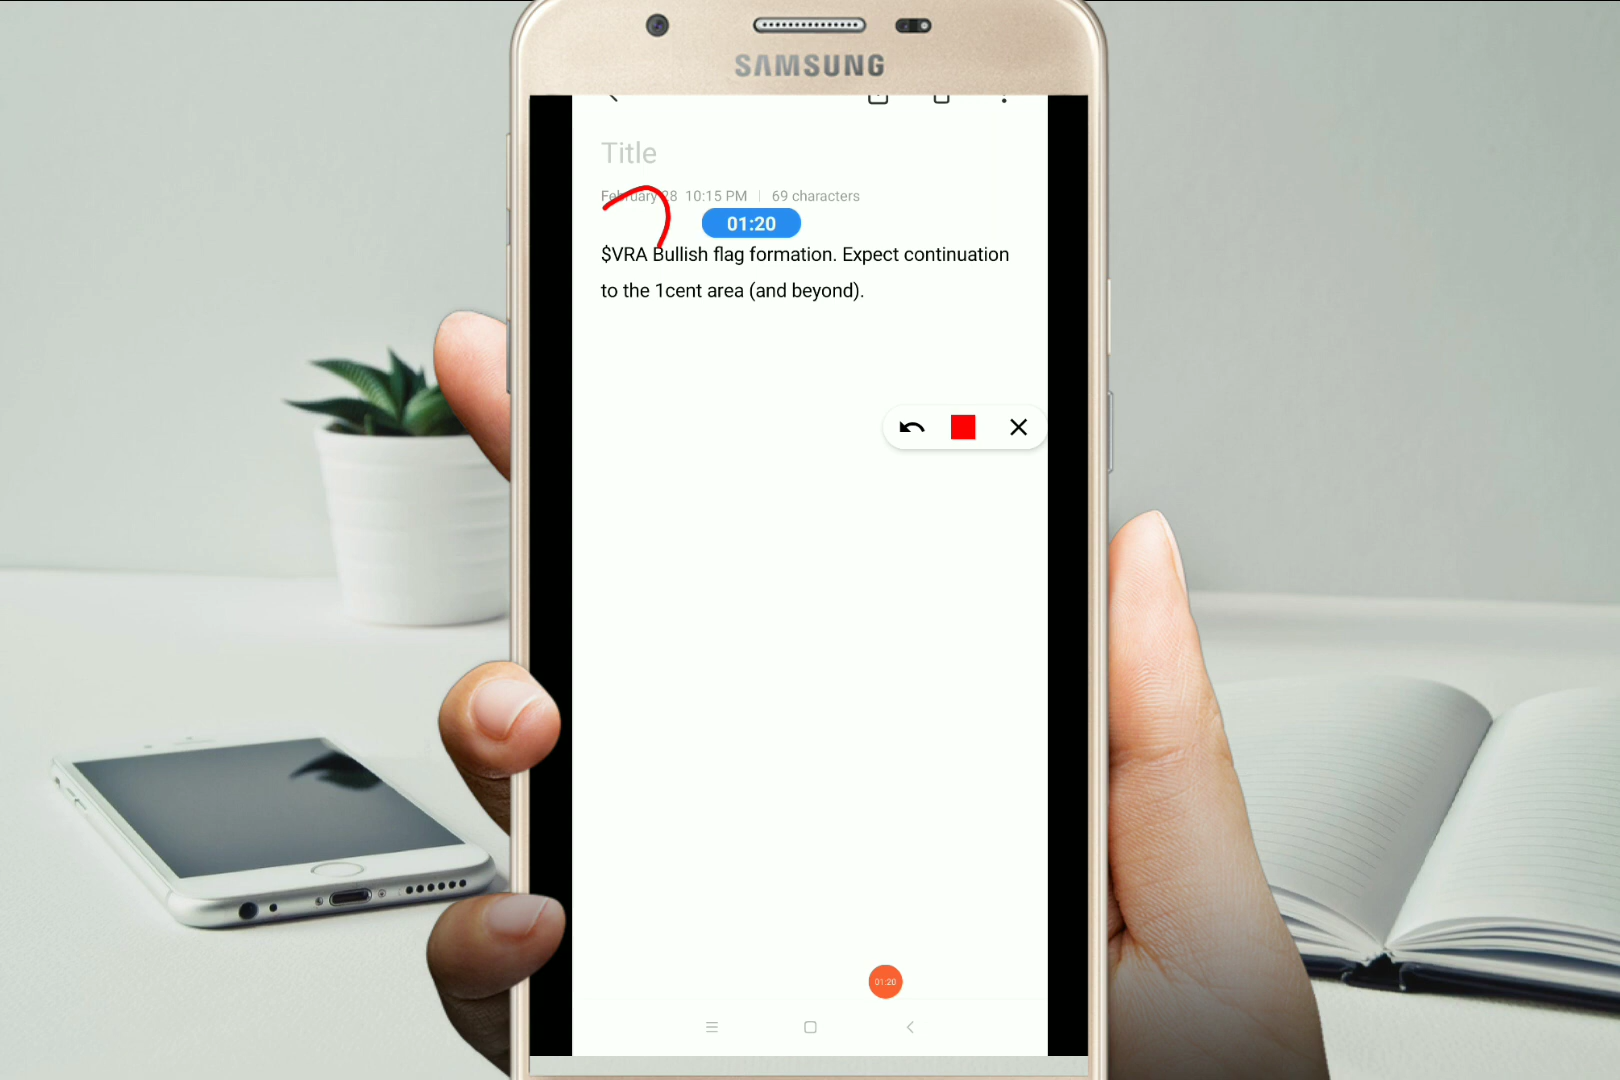 SAMSUNG
Title
February 28 10:15 PM | 69 characters
01:20
$VRA Bullish flag formation. Expect continuation
to the 1cent area (and beyond).
01:20